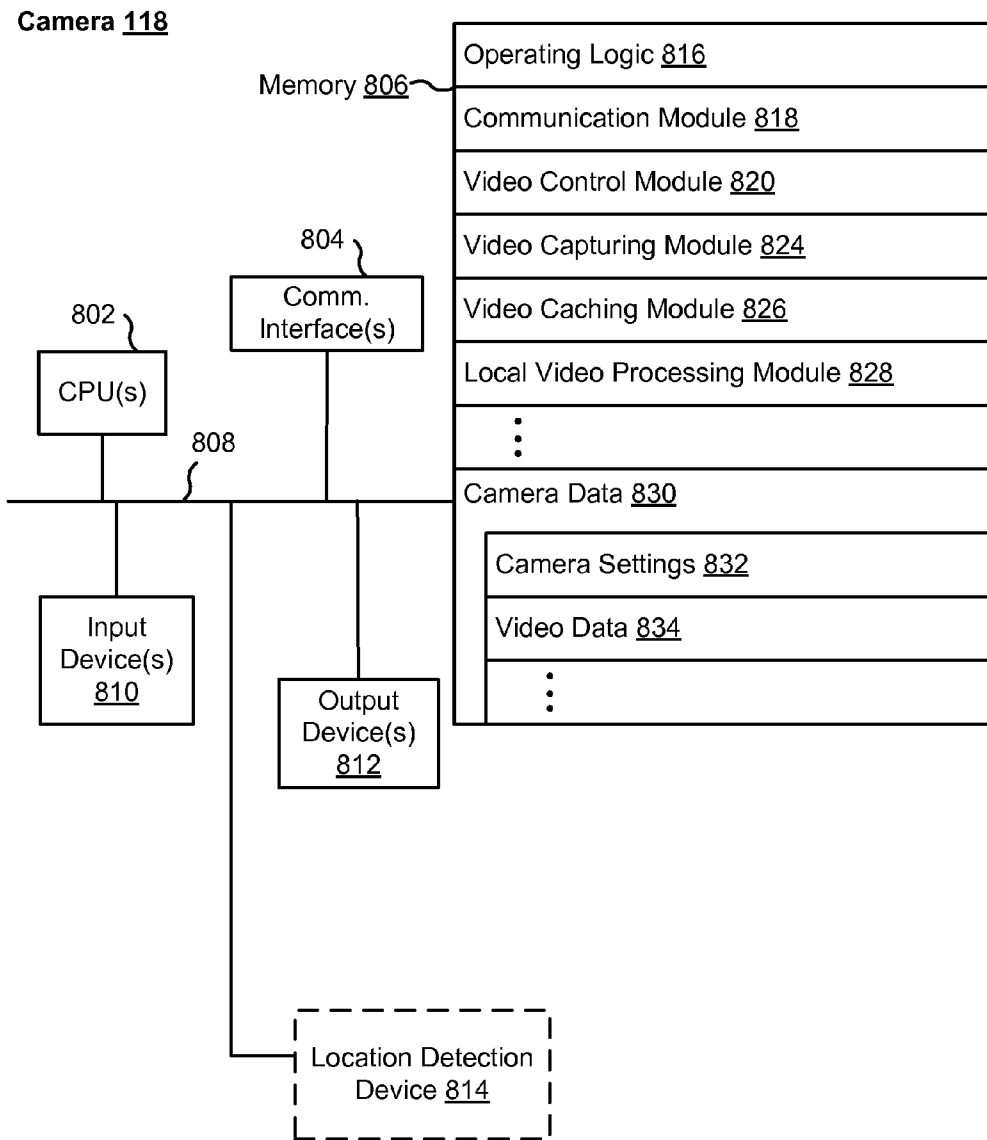 Camera 118
Operating Logic 816
Memory 806
Communication Module 818
Video Control Module 820
804
Video Capturing Module 824
Comm.
Interface(s)
802
Video Caching Module 826
CPU(s)
Local Video Processing Module 828
808
Camera Data 830
Camera Settings 832
Input
Device(s)
810
Video Data 834
Output
Device(s)
812
Location Detection
Device 814